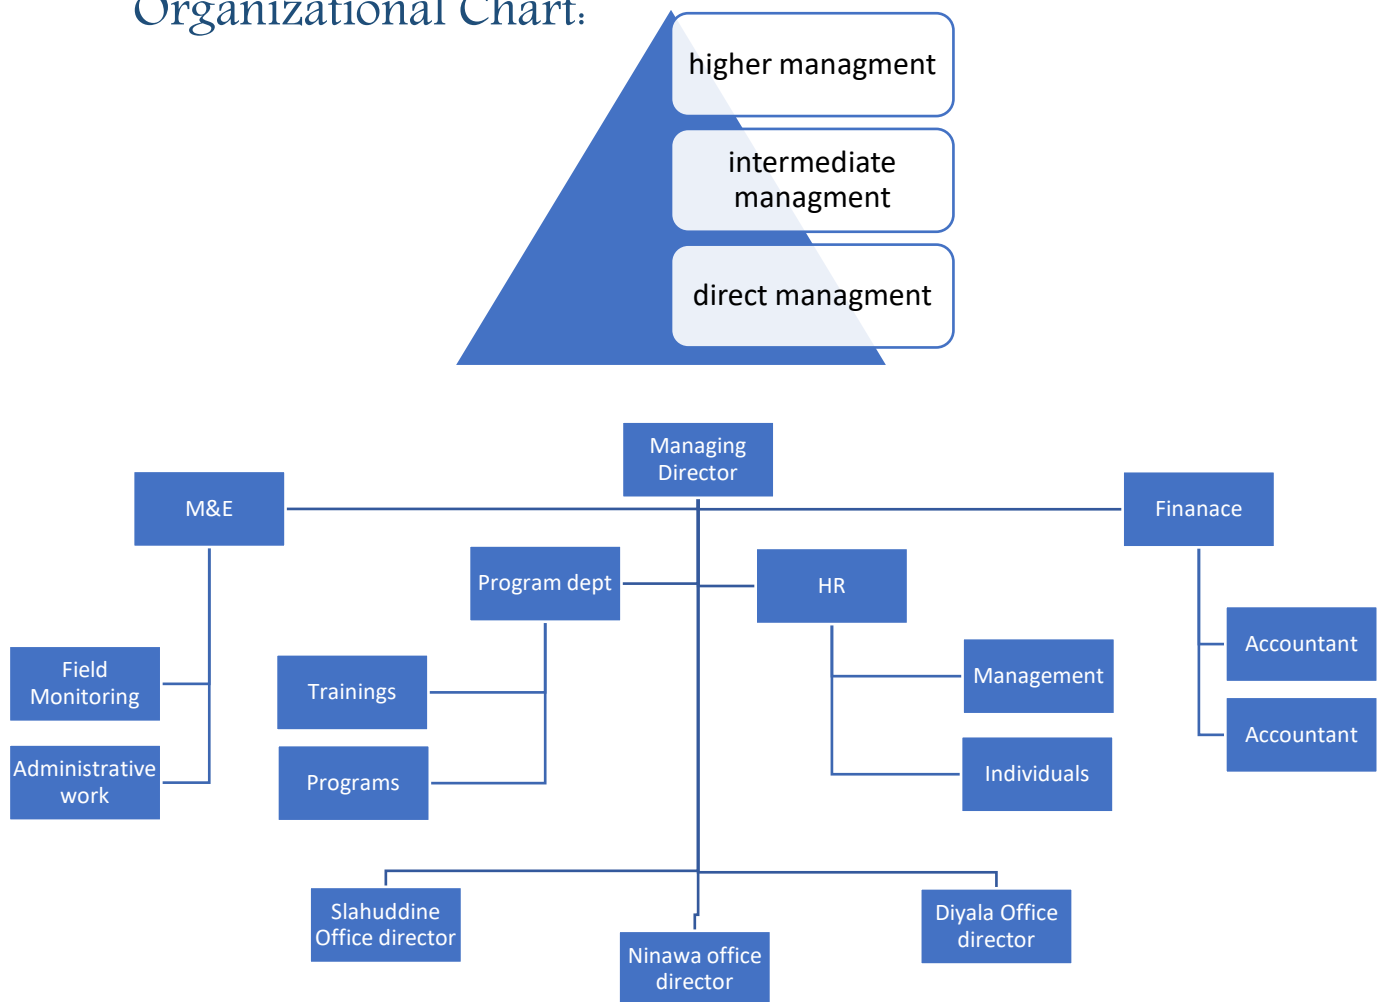 Organizational Chart:
higher managment
intermediate
managment
direct managment
Managing
Director
M&E
Finanace
Program dept
HR
Field
Monitoring
Trainings
Management
Accountant
Administrative
work
Programs
Individuals
Accountant
Slahuddine
Office director
Ninawa office
director
Diyala Office
director